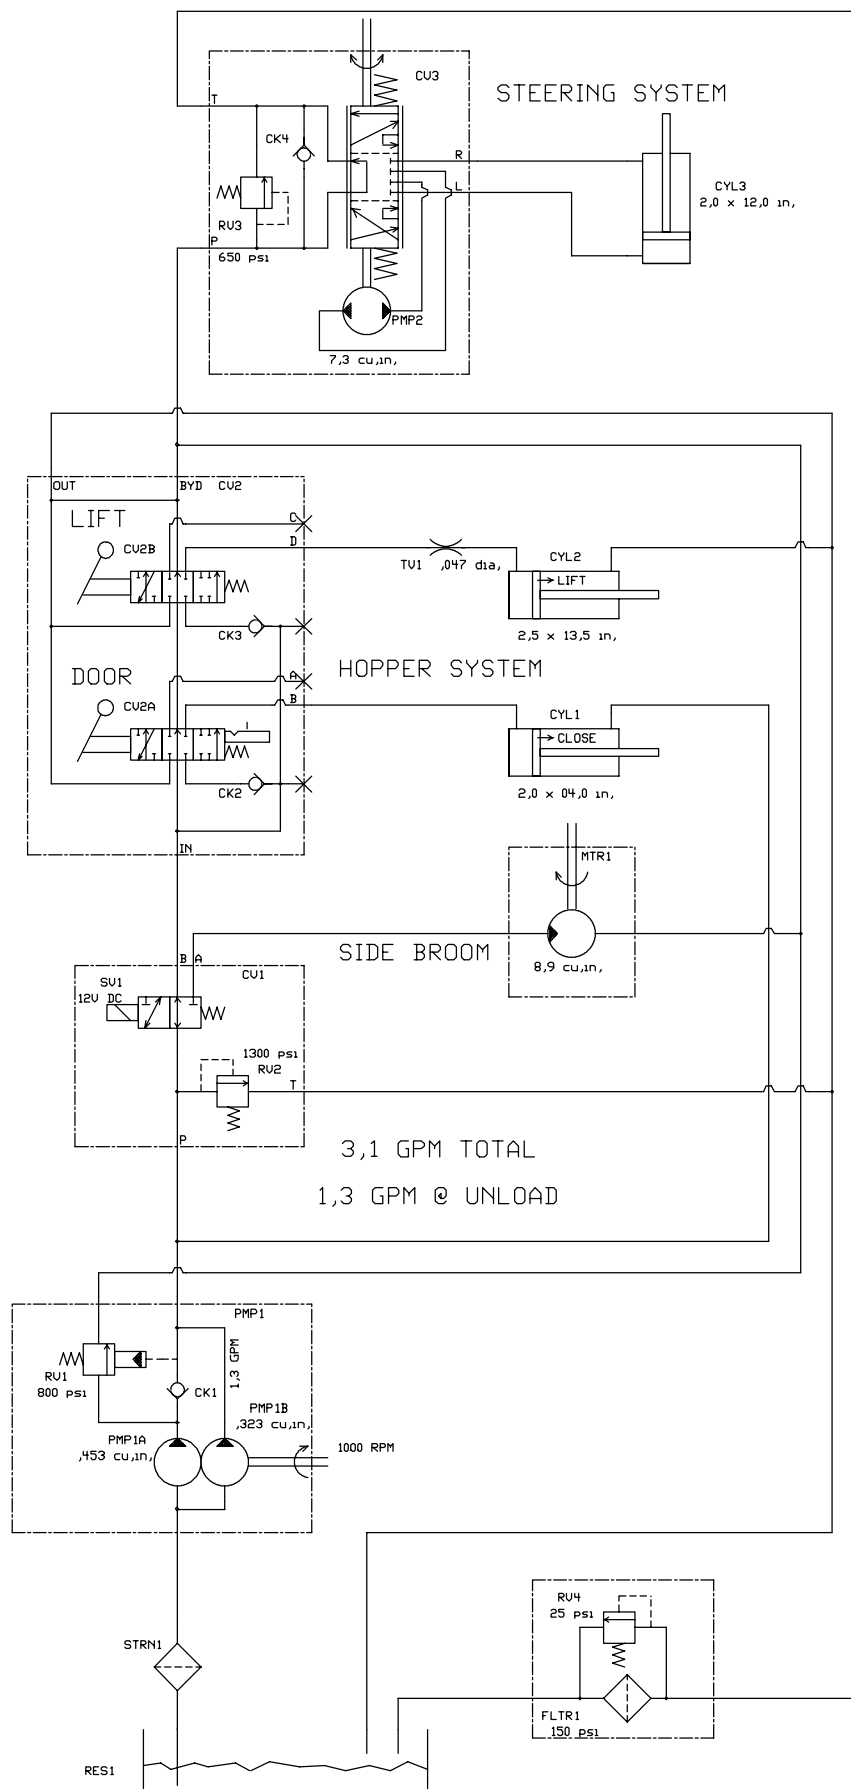 CV3
STEERING SYSTEM
T
CK4
R
L
CYL3
2,0 x 12,0 in,
RV3
P
650 psi
PMP2
7,3 cu,in,
OUT
BYD CV2
LIFT
C
CV2B
D
TV1 ,047 dia,
CYL2
LIFT
CK3
2,5 x 13,5 in,
DOOR
A
HOPPER SYSTEM
CV2A
B
CYL1
CLOSE
CK2
2,0 x 04,0 in,
IN
MTR1
SIDE BROOM
8,9 cu,in,
B A
CV1
SV1
12V DC
1300 psi
RV2
T
P
3,1 GPM TOTAL
1,3 GPM @ UNLOAD
PMP1
1,3 GPM
RV1
800 psi
CK1
PMP1B
,323 cu,in,
PMP1A
,453 cu,in,
1000 RPM
RV4
25 psi
STRN1
FLTR1
150 psi
RES1